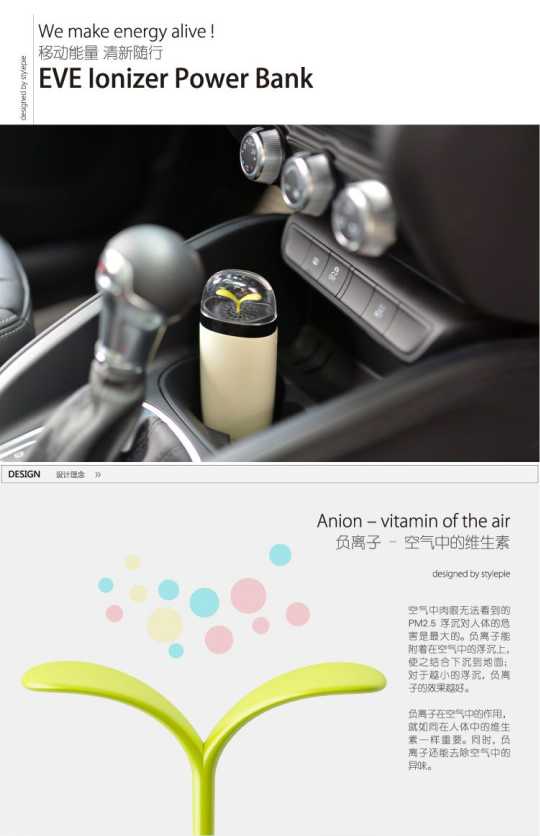 We make energy alive !
移动能量 清新随行
EVE Ionizer Power Bank
designed by stylepie
DESIGN 设计理念 »
Anion – vitamin of the air
负离子 - 空气中的维生素
designed by stylepie
空气中肉眼无法看到的
PM2.5 浮沉对人体的危
害是最大的。负离子能
附着在空气中的浮沉上,
使之结合下沉到地面;
对于越小的浮沉, 负离
子的效果越好。
负离子在空气中的作用,
就如同在人体中的维生
素一样重要。同时, 负
离子还能去除空气中的
异味。